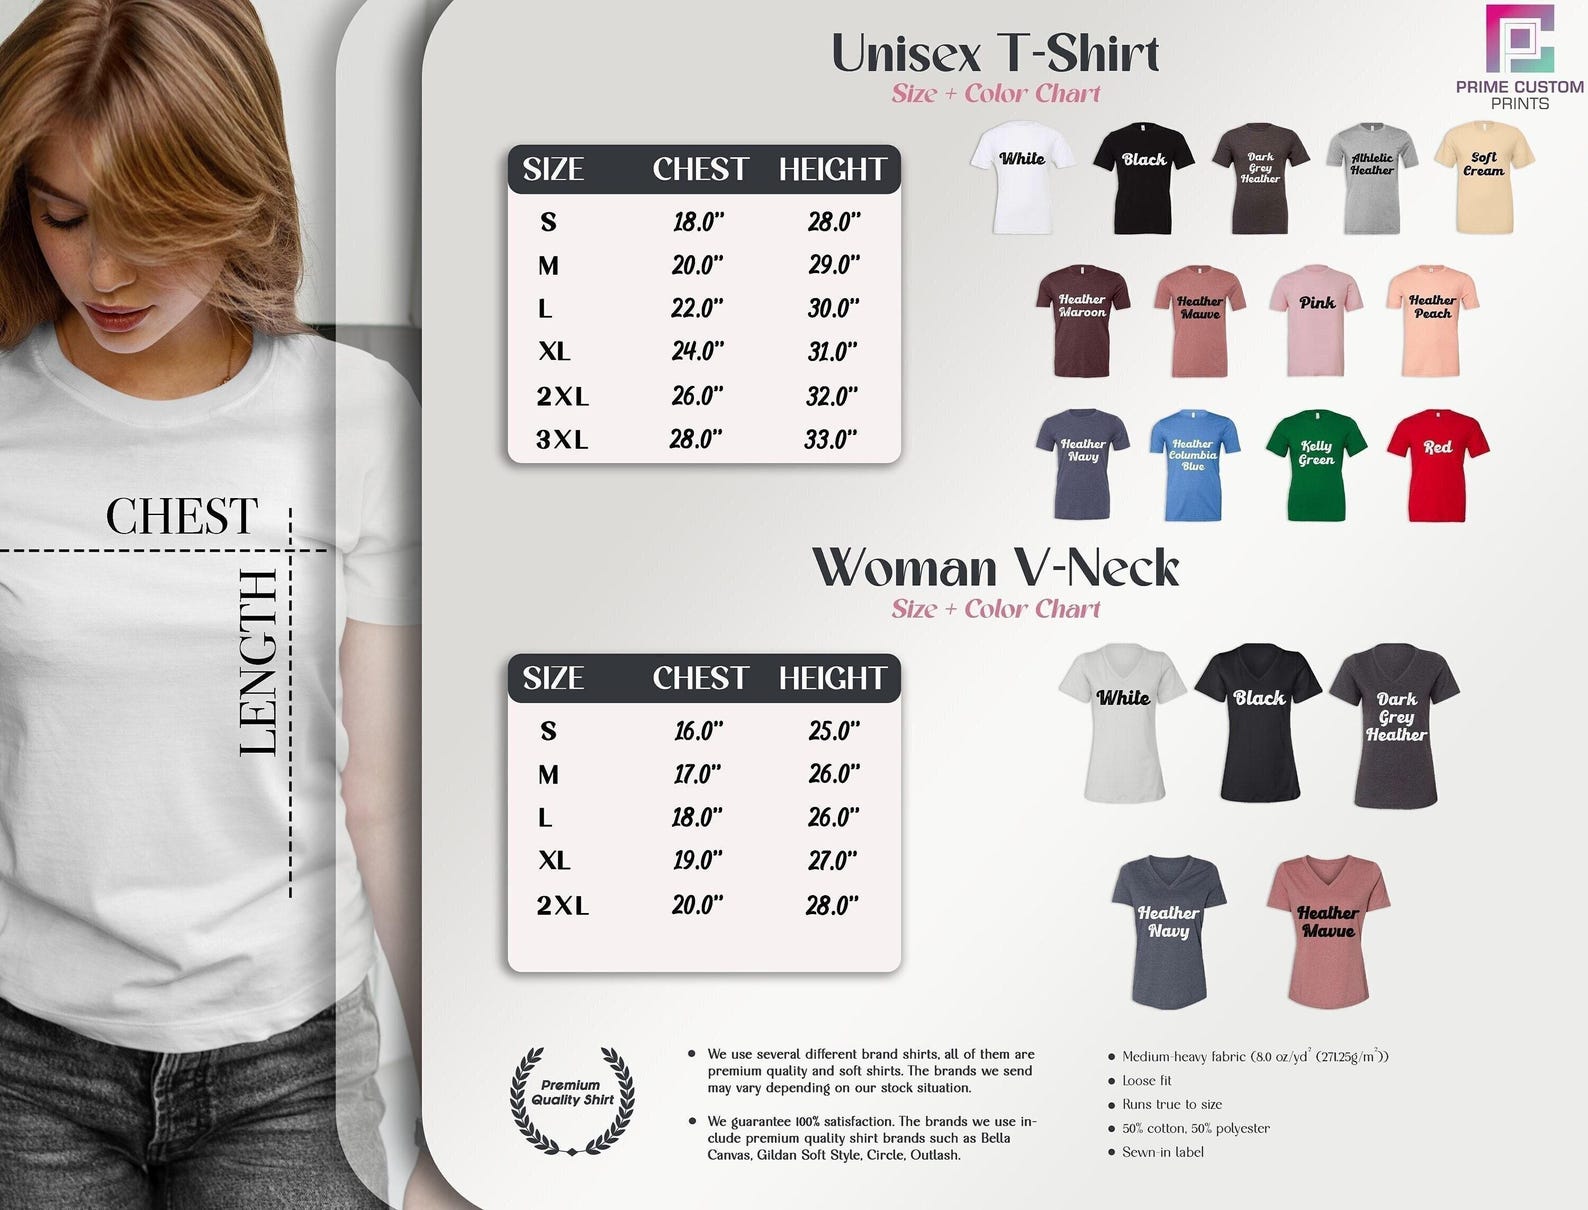 Unisex T-Shirt
Size + Color Chart
PRIME CUSTOM
PRINTS
SIZE CHEST HEIGHT
S 18.0" 28.0"
M 20.0" 29.0"
L 22.0" 30.0"
XL 24.0" 31.0"
2XL 26.0" 32.0"
3XL 28.0" 33.0"
White
Black
Dark
Grey
Heather
Athletic
Heather
Soft
Cream
Heather
Maroon
Heather
Mauve
Pink
Heather
Peach
Heather
Navy
Heather
Columbia
Blue
Kelly
Green
Red
CHEST
LENGTH
Woman V-Neck
Size + Color Chart
SIZE CHEST HEIGHT
S 16.0" 25.0"
M 17.0" 26.0"
L 18.0" 26.0"
XL 19.0" 27.0"
2XL 20.0" 28.0"
White
Black
Dark
Grey
Heather
Heather
Navy
Heather
Mavue
Premium
Quality Shirt
• We use several different brand shirts, all of them are
premium quality and soft shirts. The brands we send
may vary depending on our stock situation.
• We guarantee 100% satisfaction. The brands we use in-
clude premium quality shirt brands such as Bella
Canvas, Gildan Soft Style, Circle, Outlash.
• Medium-heavy fabric (8.0 oz/yd² (271.25g/m²))
• Loose fit
• Runs true to size
• 50% cotton, 50% polyester
• Sewn-in label